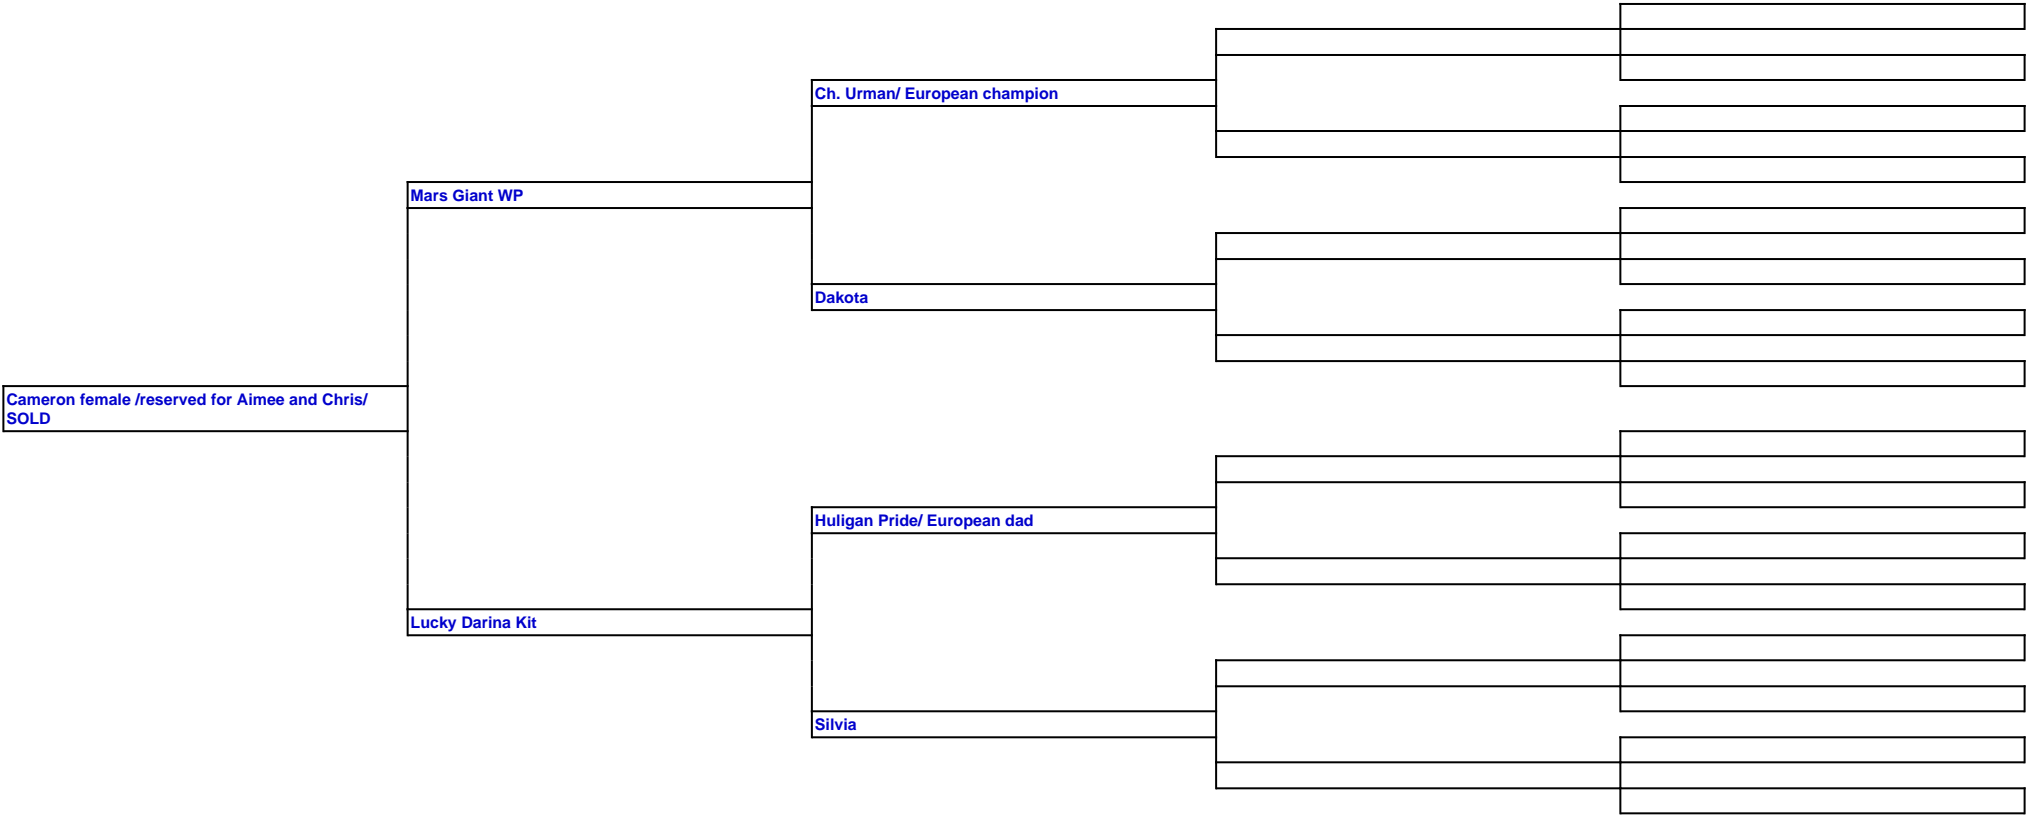 Ch. Urman/ European champion
Mars Giant WP
Dakota
Cameron female /reserved for Aimee and Chris/
SOLD
Huligan Pride/ European dad
Lucky Darina Kit
Silvia